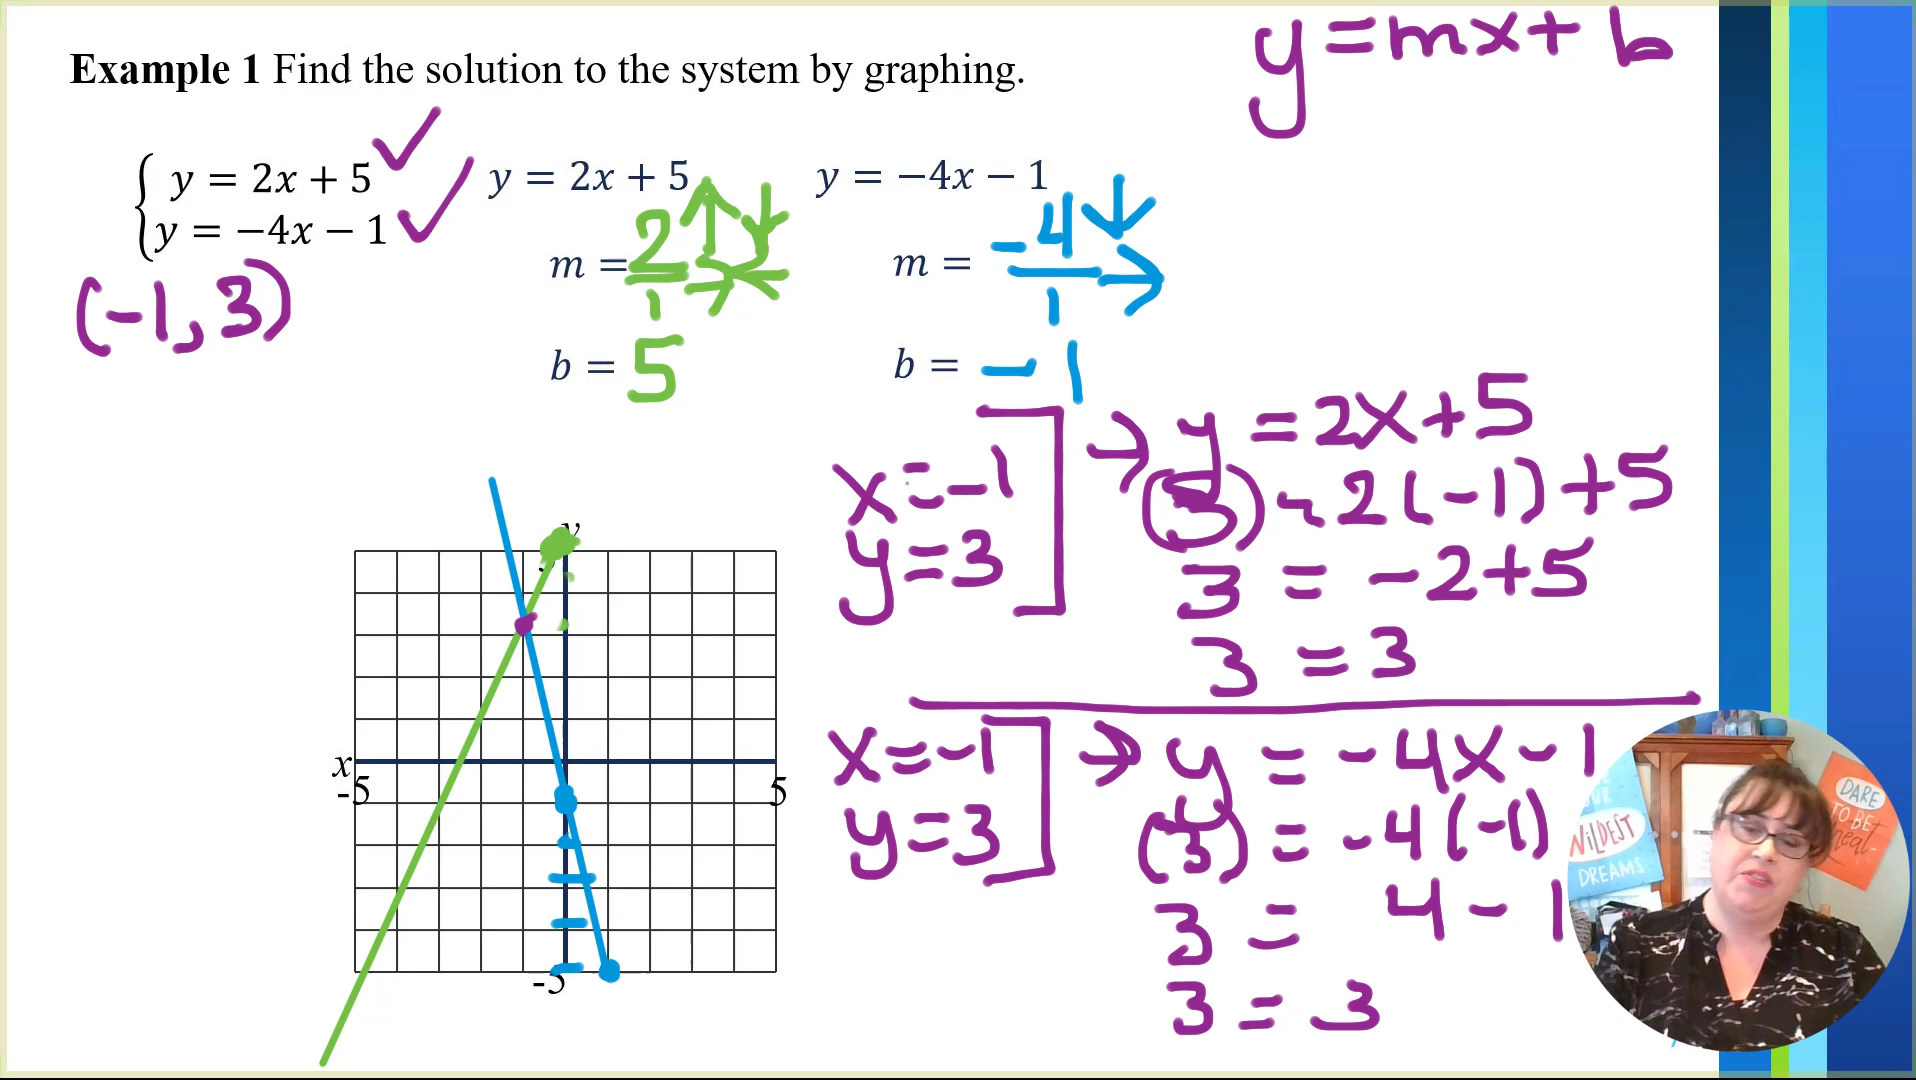 Example 1 Find the solution to the system by graphing.
y = mx + b
y = 2x + 5
y = −4x − 1
(-1, 3)
y = 2x + 5
m = 2/1
b = 5
y = −4x − 1
m = -4/1
b = -1
x = -1
y = 3
→ y = 2x + 5
(3) = 2(-1) + 5
3 = -2 + 5
3 = 3
x = -1
y = 3
→ y = -4x - 1
(3) = -4(-1)
3 = 4 - 1
3 = 3
y
5
x
-5
5
-5
WILDEST
DREAMS
DARE
TO BE
Great